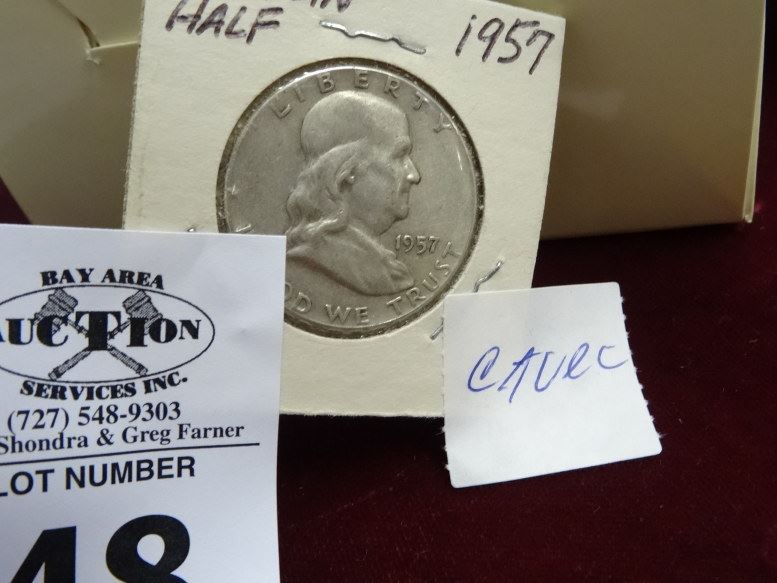 HALF
1957
LIBERTY
1957
WE TRUST
BAY AREA
AUCTION
SERVICES INC.
(727) 548-9303
Shondra & Greg Farner
LOT NUMBER
48